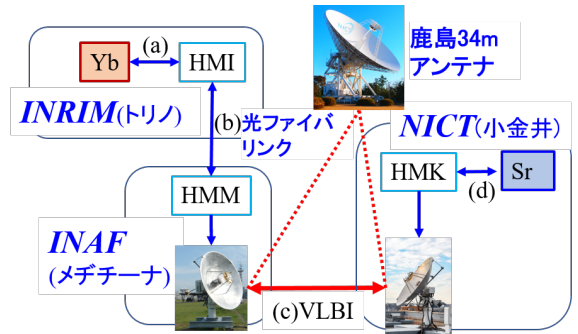 (a)
Yb
HMI
INRIM(トリノ)
(b)光ファイバ
リンク
鹿島34m
アンテナ
NICT(小金井)
HMK
Sr
(d)
HMM
INAF
(メヂチーナ)
(c)VLBI